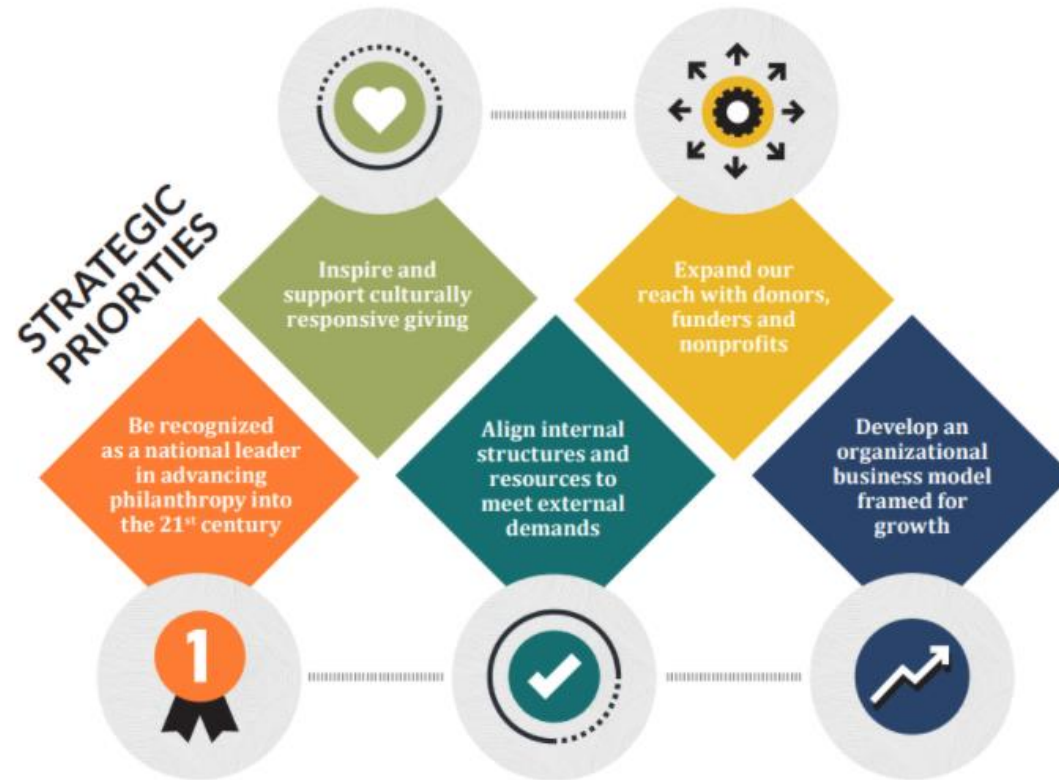 STRATEGIC
PRIORITIES
Be recognized
as a national leader
in advancing
philanthropy into
the 21st century
1
Inspire and
support culturally
responsive giving
Align internal
structures and
resources to
meet external
demands
Expand our
reach with donors,
funders and
nonprofits
Develop an
organizational
business model
framed for
growth